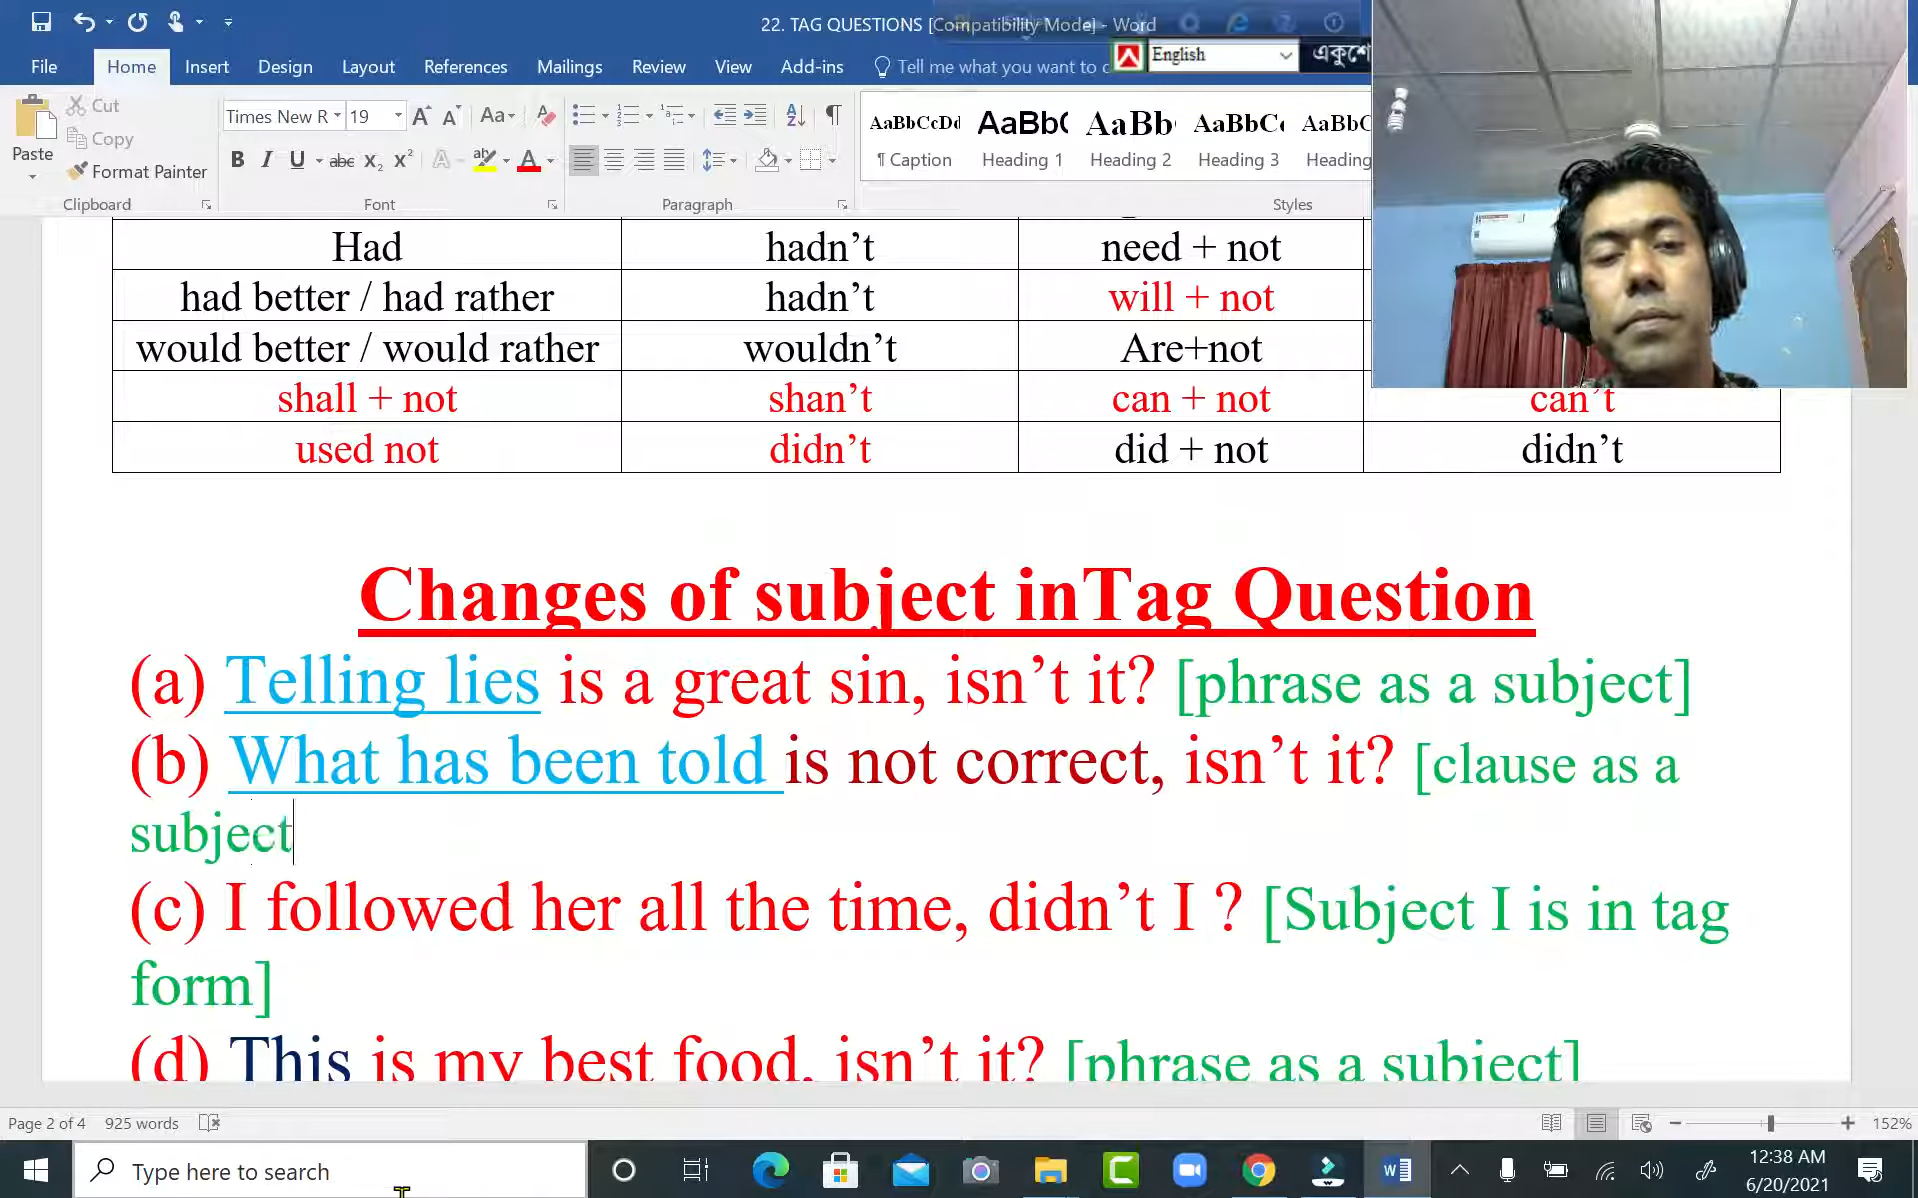 22. TAG QUESTIONS [Compatibility Mode] - Word
English
একুশে
File Home Insert Design Layout References Mailings Review View Add-ins Tell me what you want to
Cut
Copy
Paste
Format Painter
Clipboard
Times New R 19
Font
Paragraph
AaBbCcDd AaBb( AaBb AaBbC AaBbC
¶ Caption Heading 1 Heading 2 Heading 3 Heading
Styles
Had hadn't need + not
had better / had rather hadn't will + not
would better / would rather wouldn't Are+not
shall + not shan't can + not can't
used not didn't did + not didn't
Changes of subject inTag Question
(a) Telling lies is a great sin, isn't it? [phrase as a subject]
(b) What has been told is not correct, isn't it? [clause as a
subject
(c) I followed her all the time, didn't I ? [Subject I is in tag
form]
(d) This is my best food, isn't it? [phrase as a subject]
Page 2 of 4 925 words
152%
Type here to search
12:38 AM
6/20/2021